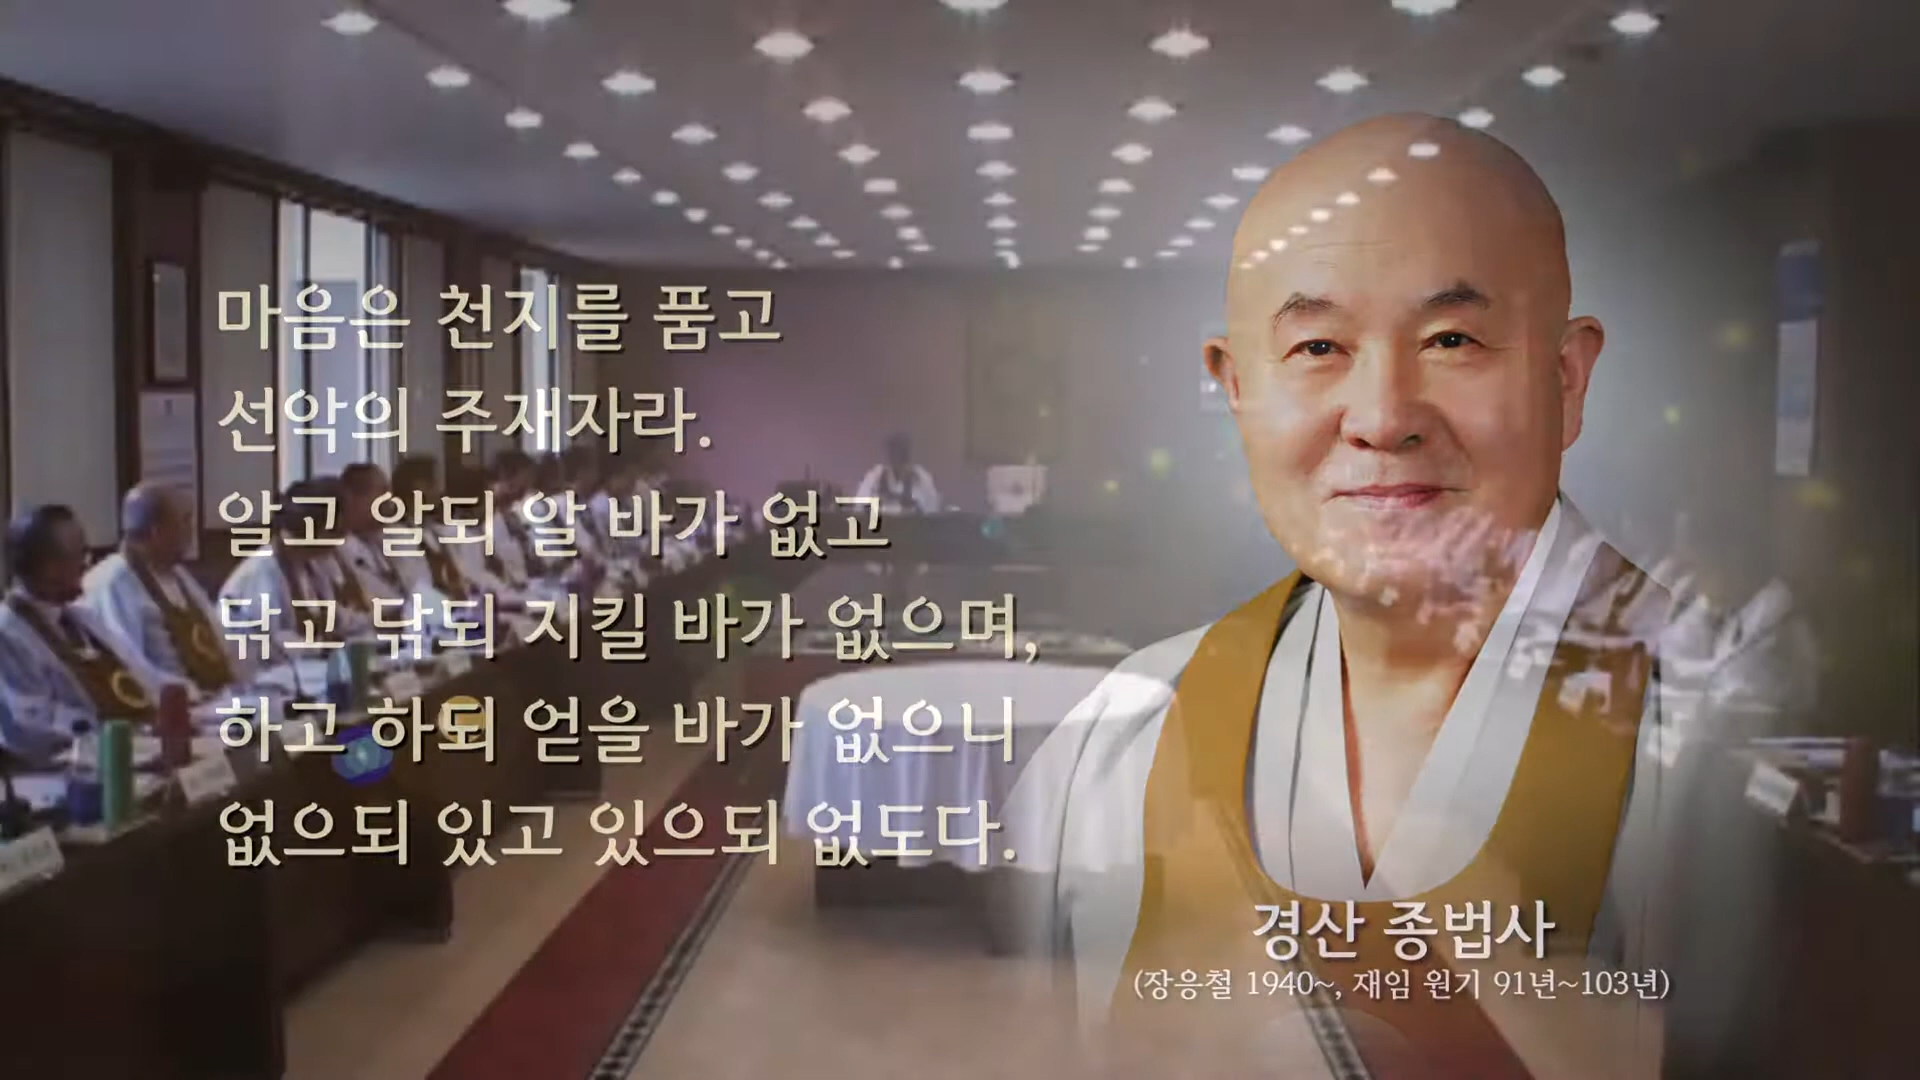 마음은 천지를 품고
선악의 주재자라.
알고 알되 알 바가 없고
닦고 닦되 지킬 바가 없으며,
하고 하되 얻을 바가 없으니
없으되 있고 있으되 없도다.
경산 종법사
(장응철 1940~, 재임 원기 91년~103년)